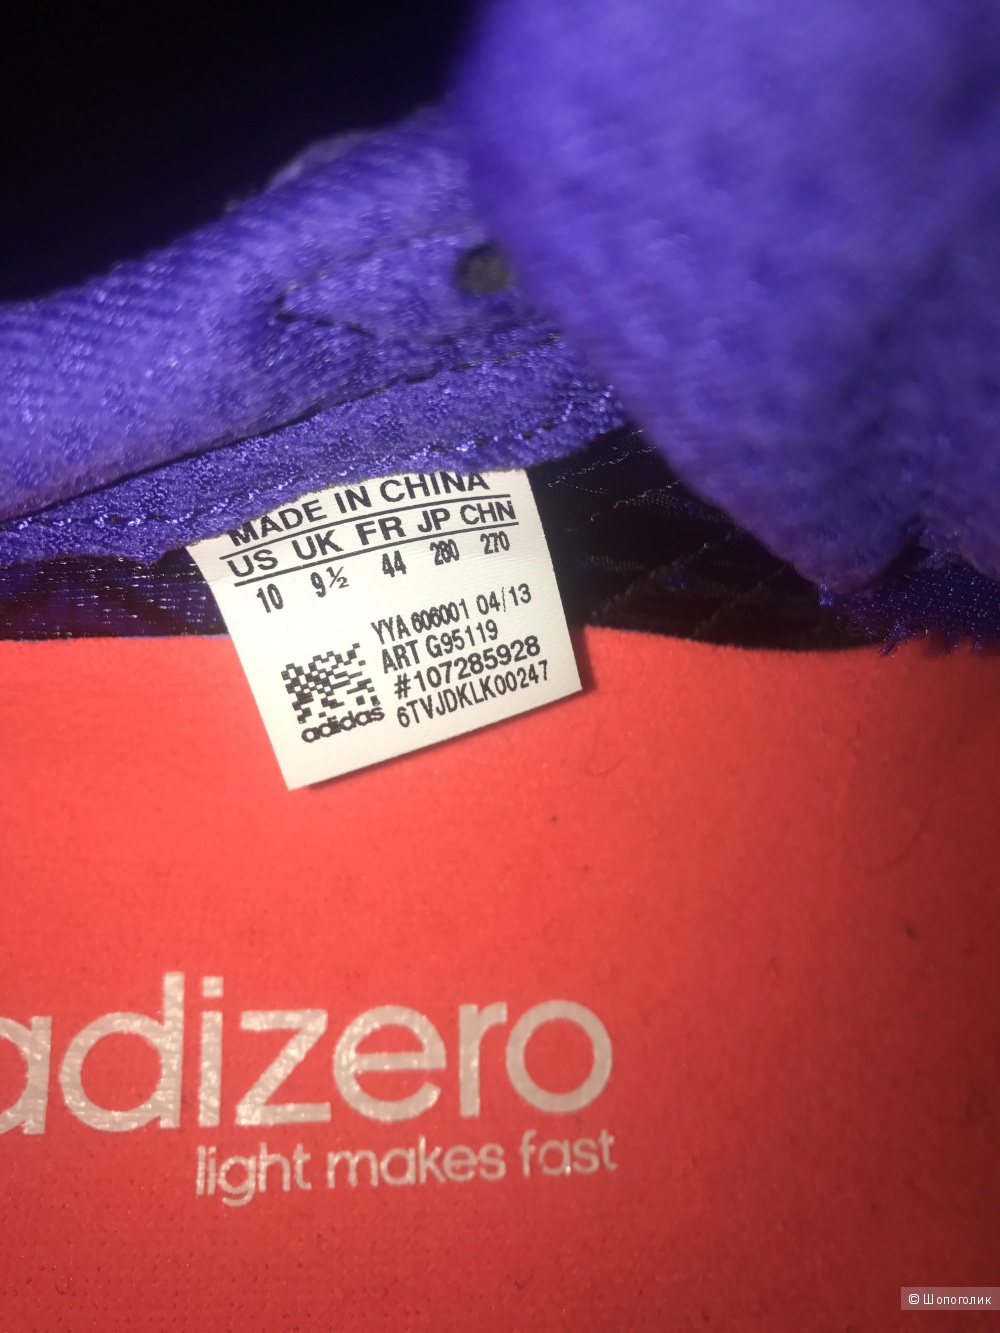 MADE IN CHINA
US UK FR JP CHN
10 9½ 44 280 270
YYA 606001 04/13
ART G95119
#107285928
6TVJDKLK00247
adidas
adizero
light makes fast
© Шопоголик